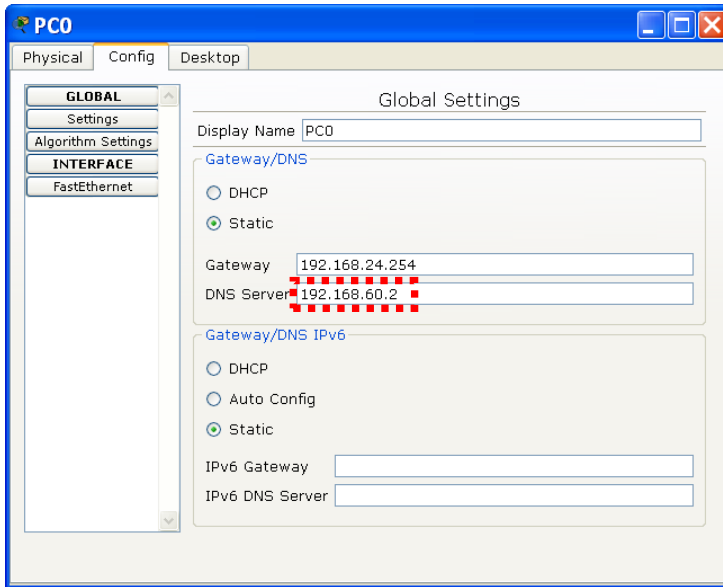 PC0
Physical Config Desktop
GLOBAL
Settings
Algorithm Settings
INTERFACE
FastEthernet
Global Settings
Display Name PC0
Gateway/DNS
DHCP
Static
Gateway 192.168.24.254
DNS Server 192.168.60.2
Gateway/DNS IPv6
DHCP
Auto Config
Static
IPv6 Gateway
IPv6 DNS Server